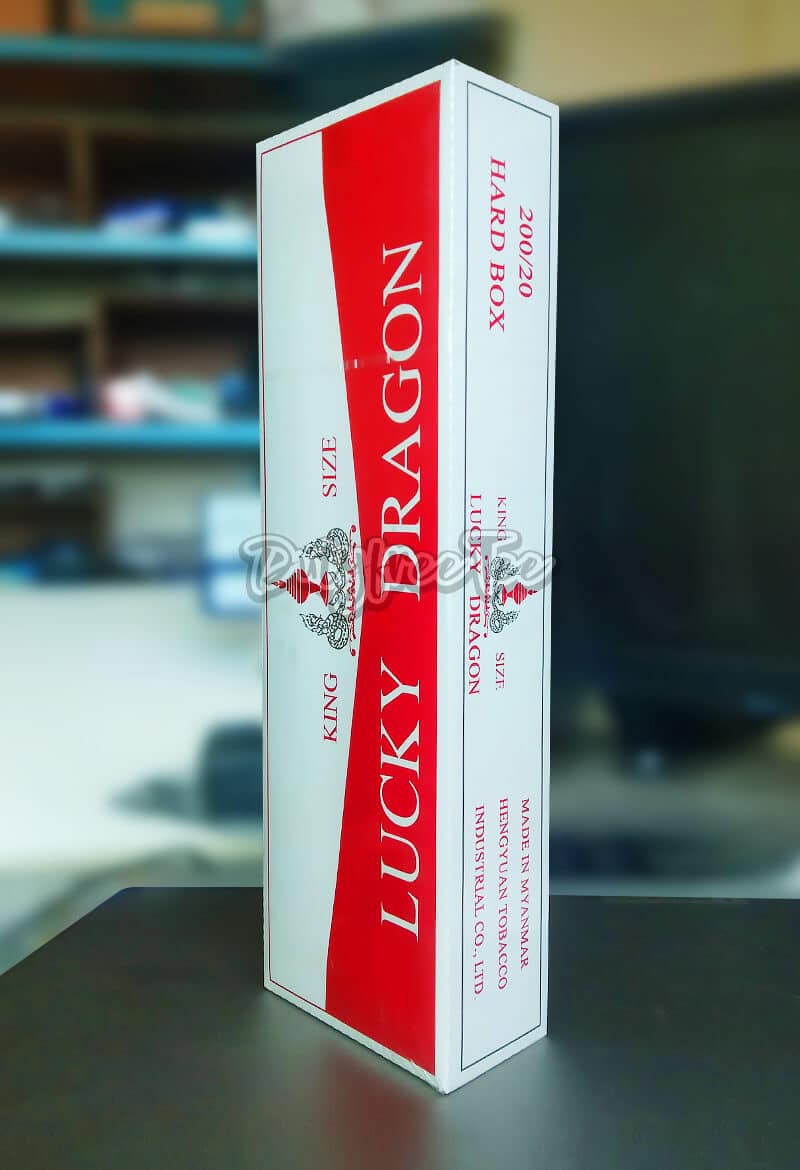 LUCKY DRAGON
KING SIZE
200/20
HARD BOX
KING SIZE
LUCKY DRAGON
MADE IN MYANMAR
HENGYUAN TOBACCO
INDUSTRIAL CO., LTD.